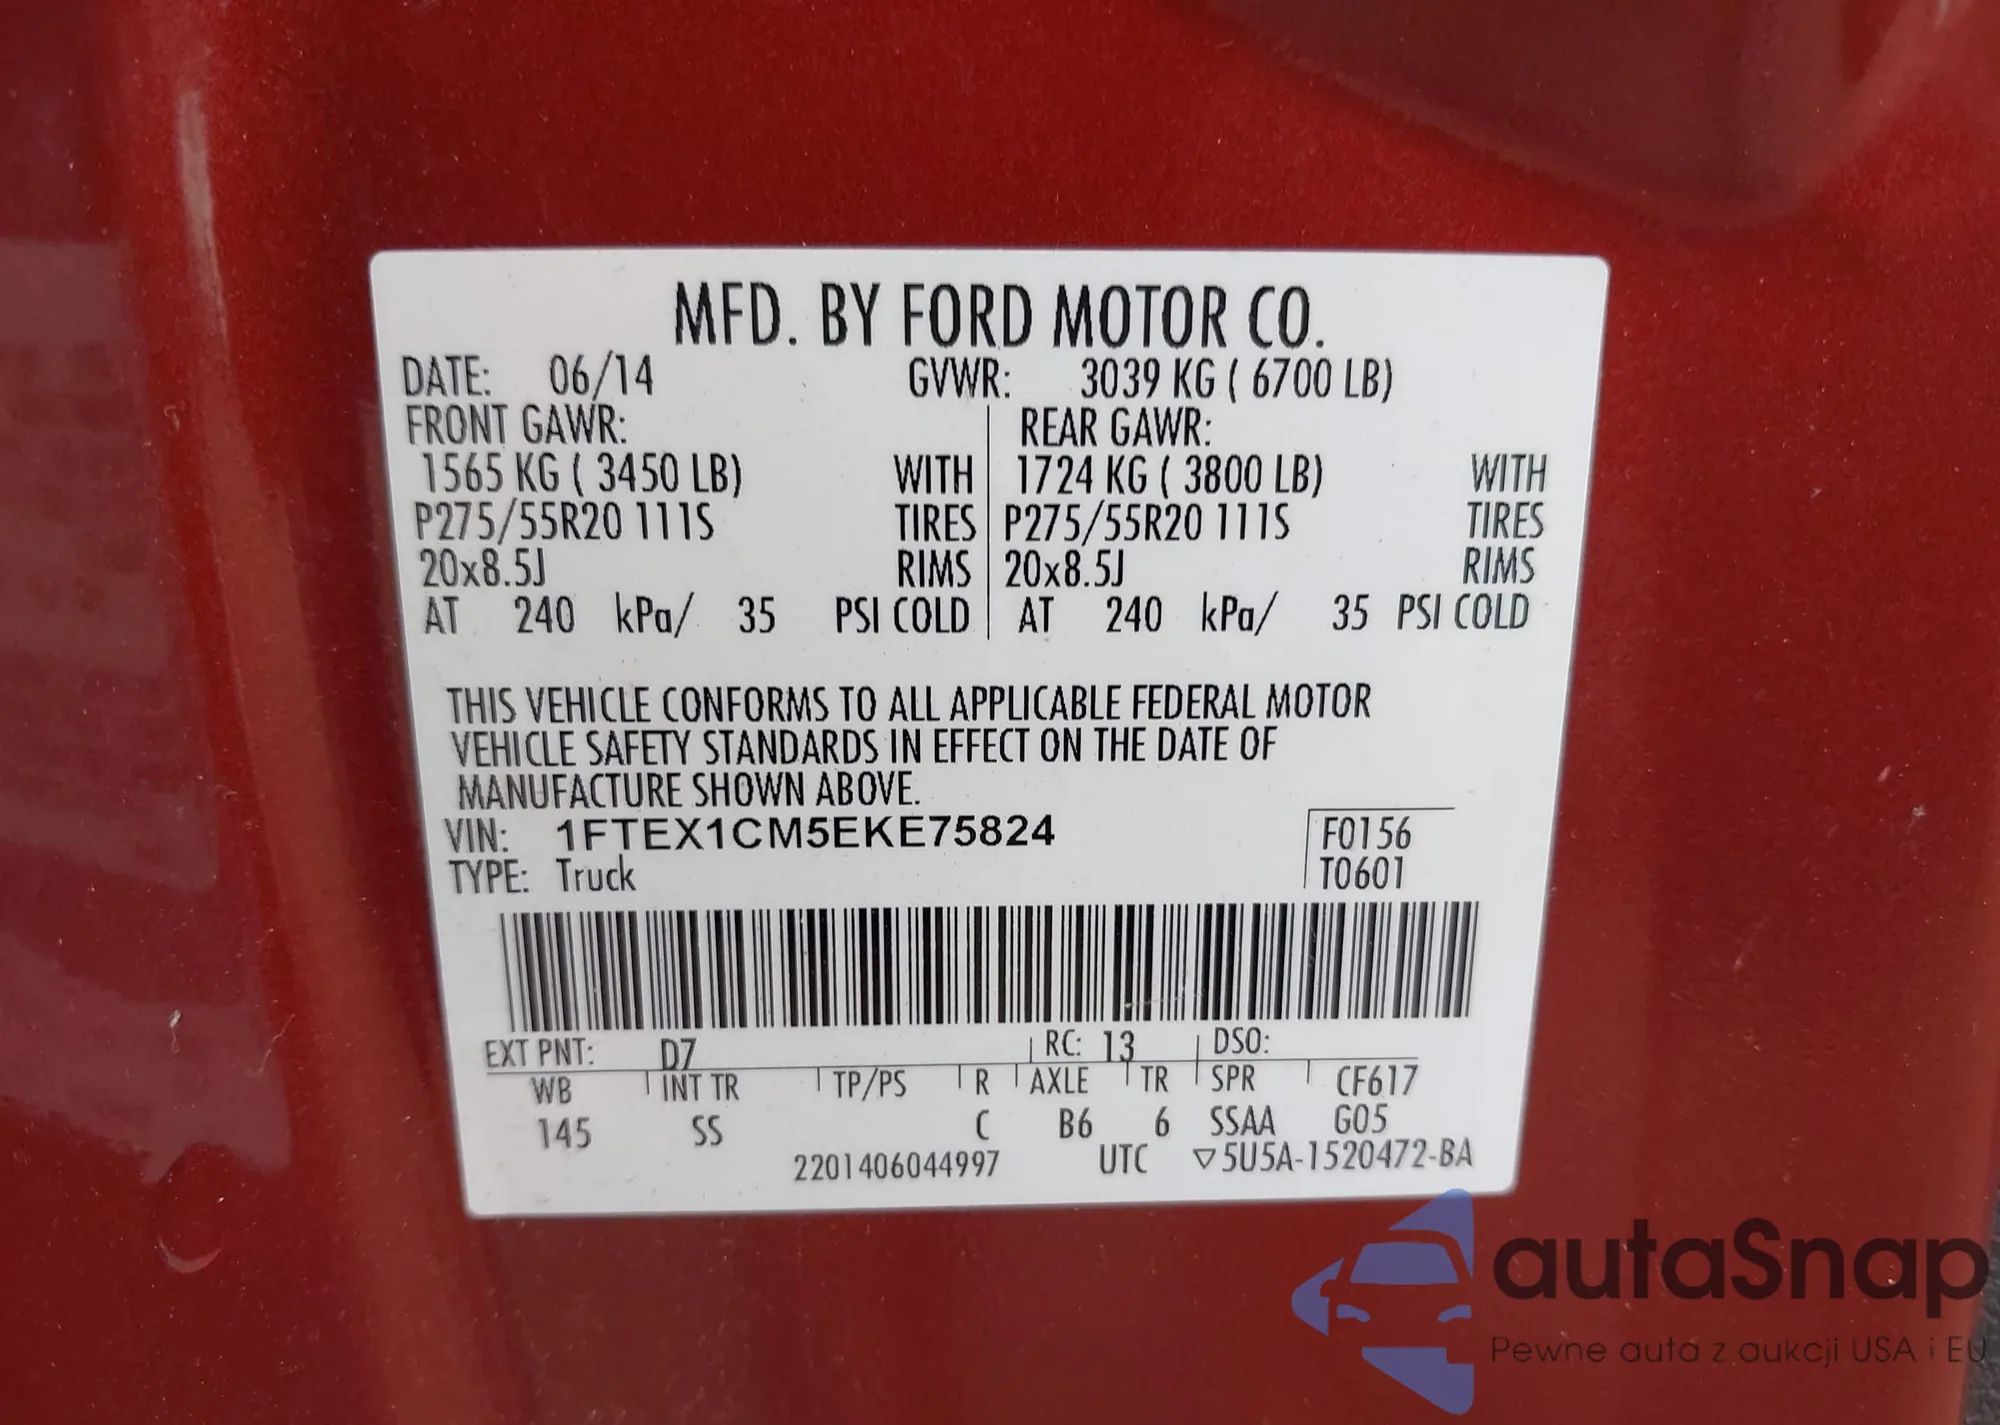 MFD. BY FORD MOTOR CO.
DATE: 06/14 GVWR: 3039 KG ( 6700 LB)
FRONT GAWR: REAR GAWR:
1565 KG ( 3450 LB) WITH 1724 KG ( 3800 LB) WITH
P275/55R20 111S TIRES P275/55R20 111S TIRES
20x8.5J RIMS 20x8.5J RIMS
AT 240 kPa/ 35 PSI COLD AT 240 kPa/ 35 PSI COLD
THIS VEHICLE CONFORMS TO ALL APPLICABLE FEDERAL MOTOR
VEHICLE SAFETY STANDARDS IN EFFECT ON THE DATE OF
MANUFACTURE SHOWN ABOVE.
VIN: 1FTEX1CM5EKE75824 F0156
TYPE: Truck T0601
EXT PNT: D7 RC: 13 DSO:
WB INT TR TP/PS R AXLE TR SPR CF617
145 SS C B6 6 SSAA G05
2201406044997 UTC ▽5U5A-1520472-BA
autaSnap
Pewne auta z aukcji USA i EU